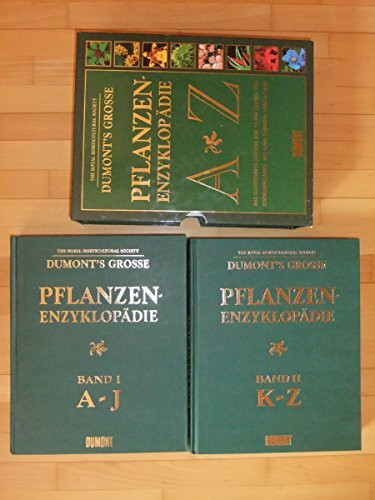 THE ROYAL HORTICULTURAL SOCIETY
DUMONT'S GROSSE
PFLANZEN-
ENZYKLOPÄDIE
A Z
DUMONT
THE ROYAL HORTICULTURAL SOCIETY
DUMONT'S GROSSE
PFLANZEN-
ENZYKLOPÄDIE
BAND I
A-J
DUMONT
THE ROYAL HORTICULTURAL SOCIETY
DUMONT'S GROSSE
PFLANZEN-
ENZYKLOPÄDIE
BAND II
K-Z
DUMONT